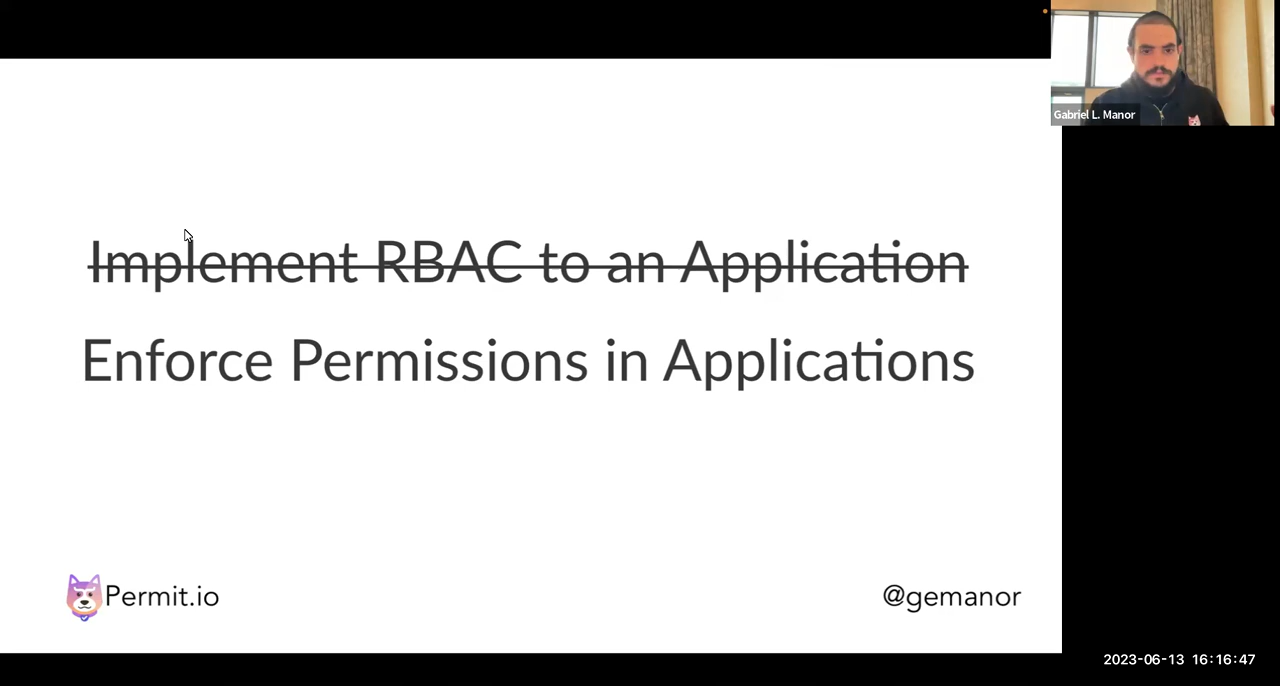 Gabriel L. Manor
Implement RBAC to an Application
Enforce Permissions in Applications
Permit.io
@gemanor
2023-06-13 16:16:47